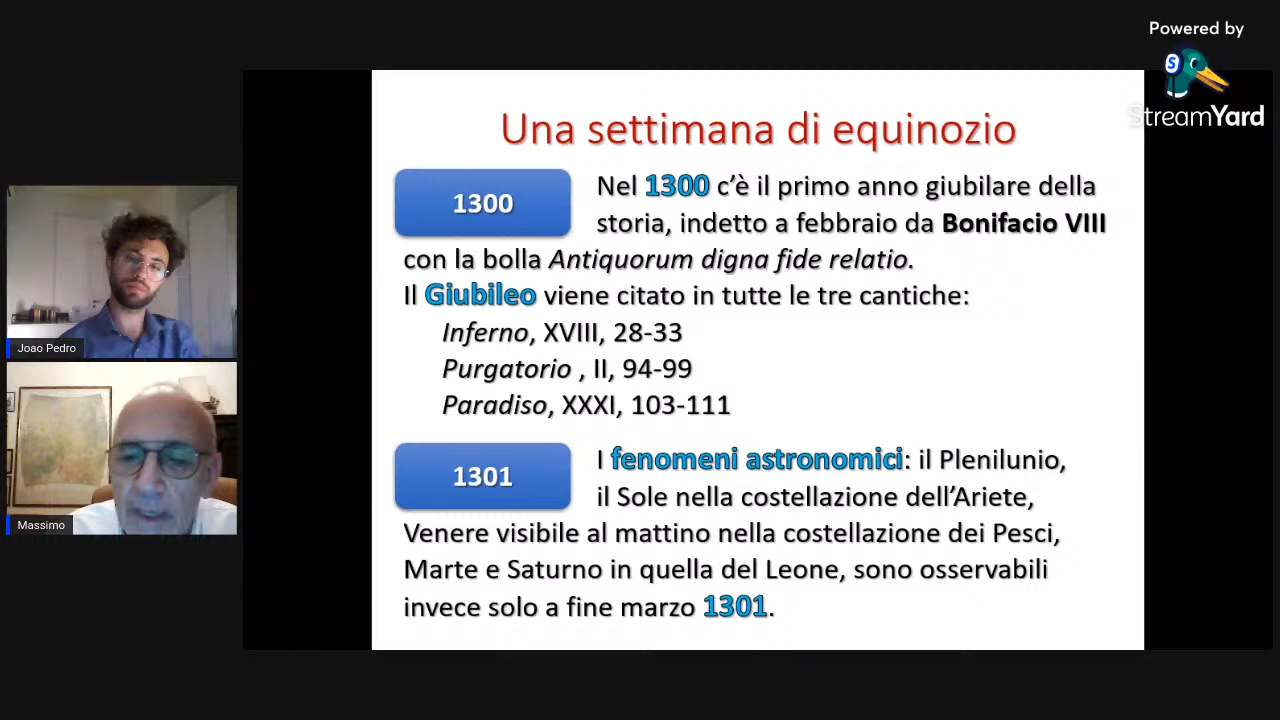 Powered by
StreamYard
Una settimana di equinozio
1300
Nel 1300 c'è il primo anno giubilare della
storia, indetto a febbraio da Bonifacio VIII
con la bolla Antiquorum digna fide relatio.
Il Giubileo viene citato in tutte le tre cantiche:
Inferno, XVIII, 28-33
Purgatorio , II, 94-99
Paradiso, XXXI, 103-111
1301
I fenomeni astronomici: il Plenilunio,
il Sole nella costellazione dell'Ariete,
Venere visibile al mattino nella costellazione dei Pesci,
Marte e Saturno in quella del Leone, sono osservabili
invece solo a fine marzo 1301.
Joao Pedro
Massimo